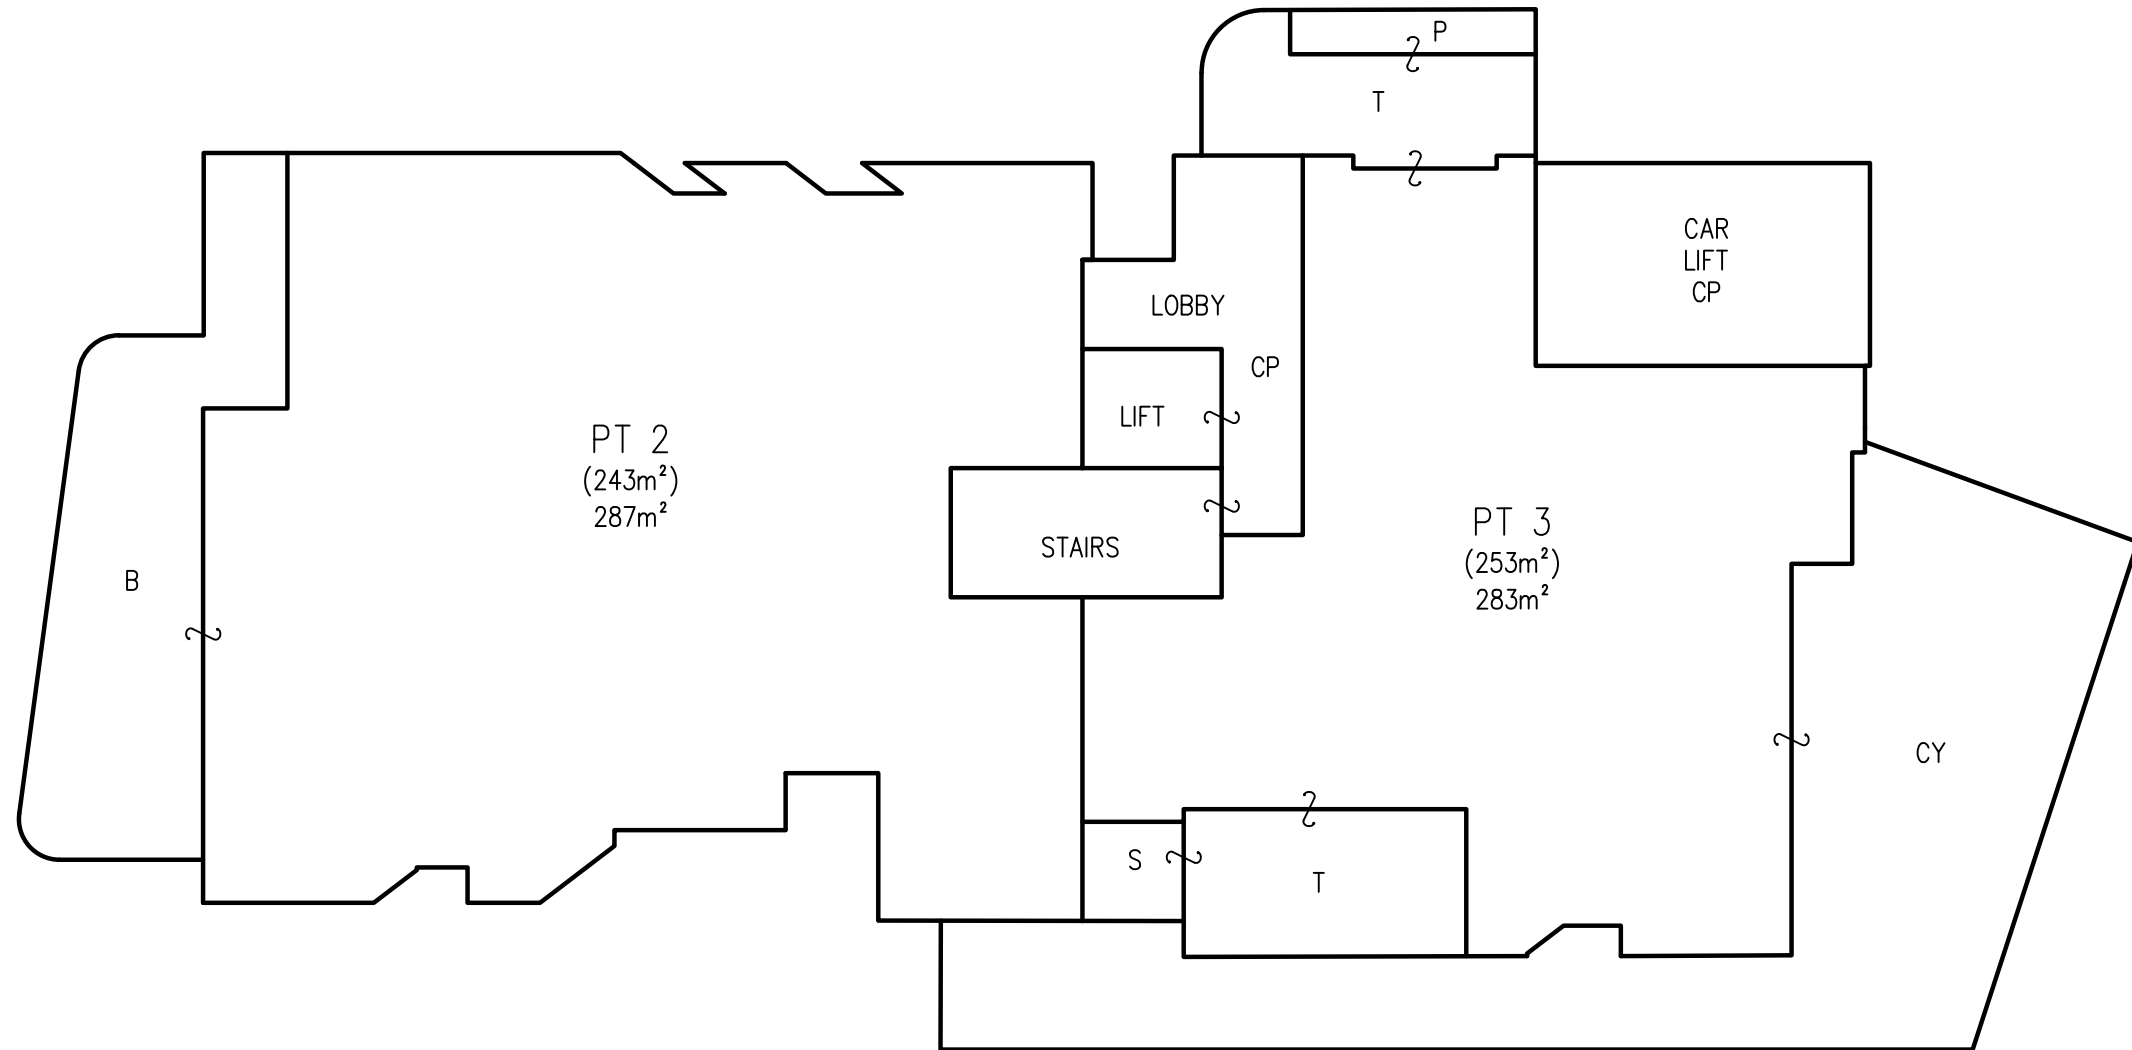 P
T
CAR
LIFT
CP
LOBBY
CP
LIFT
PT 2
(243m²)
287m²
STAIRS
PT 3
(253m²)
283m²
B
CY
S
T